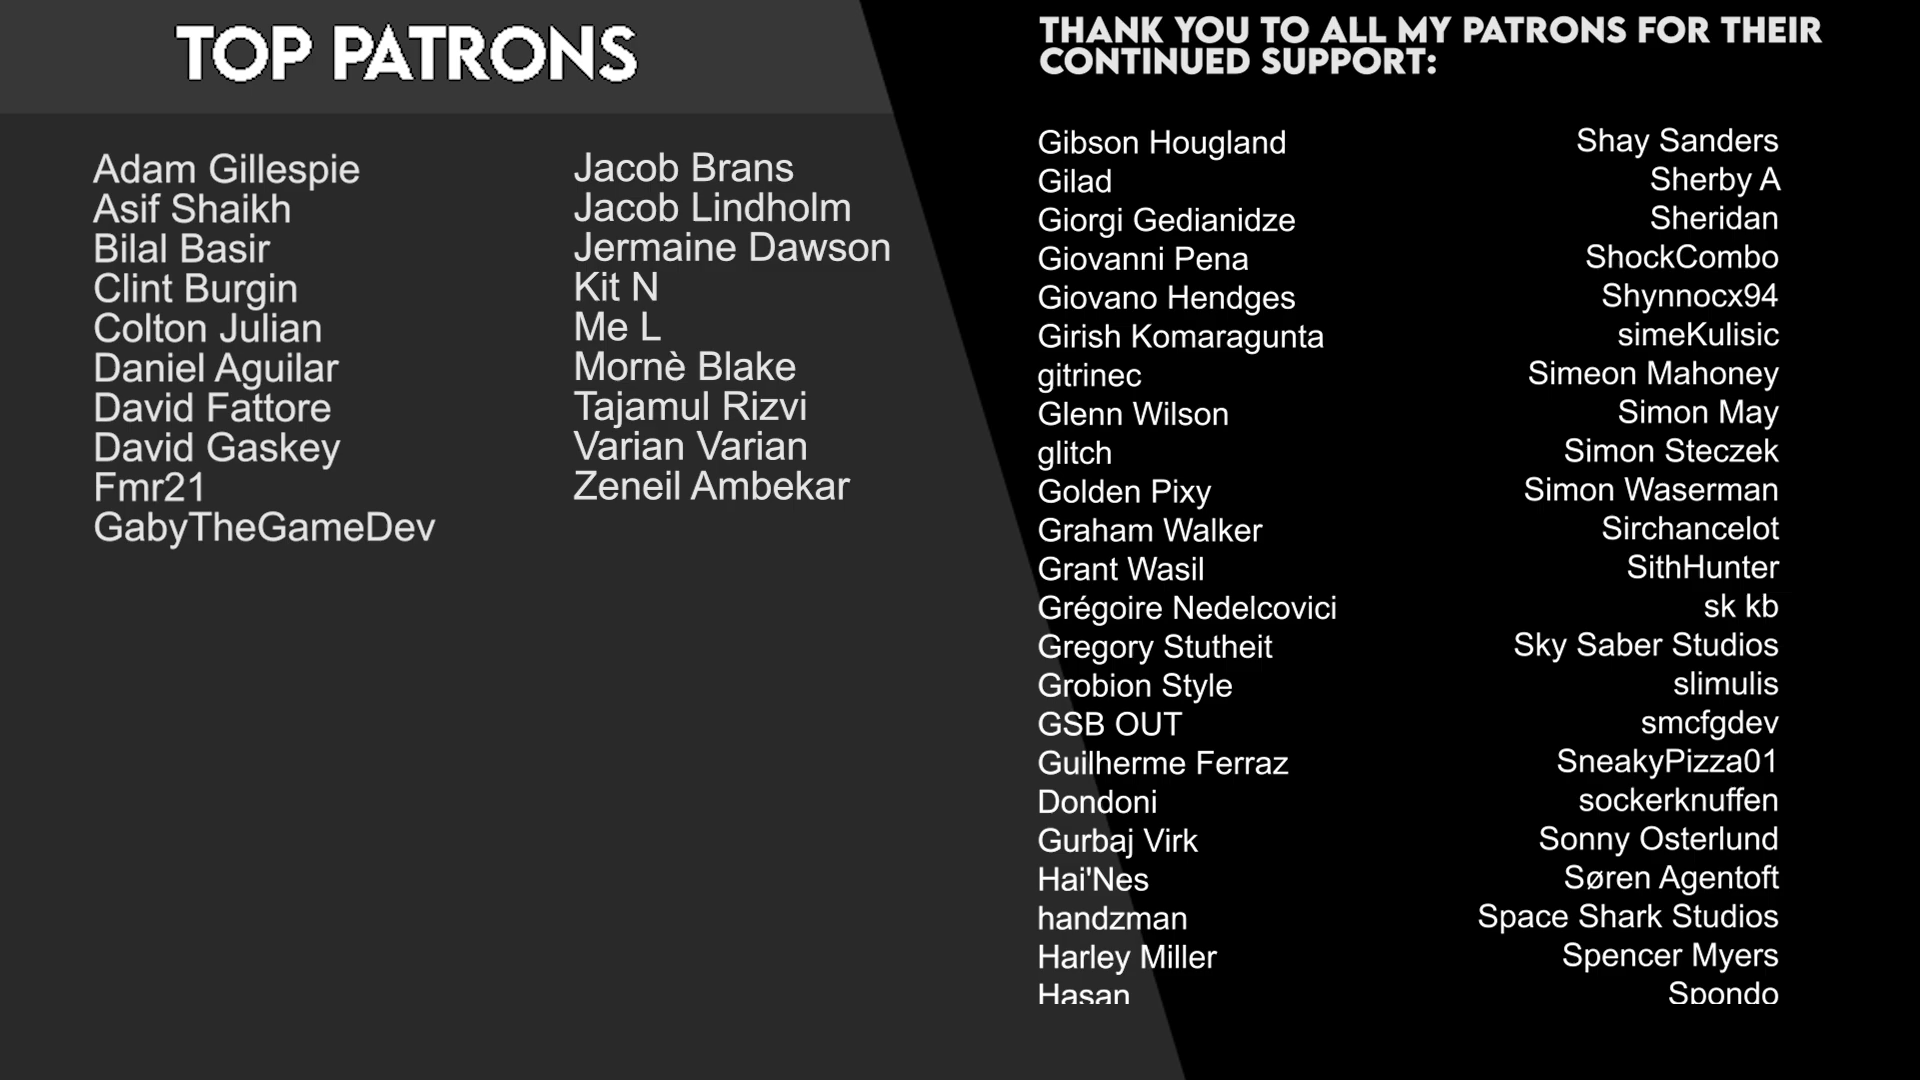 TOP PATRONS
Adam Gillespie
Asif Shaikh
Bilal Basir
Clint Burgin
Colton Julian
Daniel Aguilar
David Fattore
David Gaskey
Fmr21
GabyTheGameDev
Jacob Brans
Jacob Lindholm
Jermaine Dawson
Kit N
Me L
Mornè Blake
Tajamul Rizvi
Varian Varian
Zeneil Ambekar
THANK YOU TO ALL MY PATRONS FOR THEIR
CONTINUED SUPPORT:
Gibson Hougland
Gilad
Giorgi Gedianidze
Giovanni Pena
Giovano Hendges
Girish Komaragunta
gitrinec
Glenn Wilson
glitch
Golden Pixy
Graham Walker
Grant Wasil
Grégoire Nedelcovici
Gregory Stutheit
Grobion Style
GSB OUT
Guilherme Ferraz
Dondoni
Gurbaj Virk
Hai'Nes
handzman
Harley Miller
Hasan
Shay Sanders
Sherby A
Sheridan
ShockCombo
Shynnocx94
simeKulisic
Simeon Mahoney
Simon May
Simon Steczek
Simon Waserman
Sirchancelot
SithHunter
sk kb
Sky Saber Studios
slimulis
smcfgdev
SneakyPizza01
sockerknuffen
Sonny Osterlund
Søren Agentoft
Space Shark Studios
Spencer Myers
Spondo